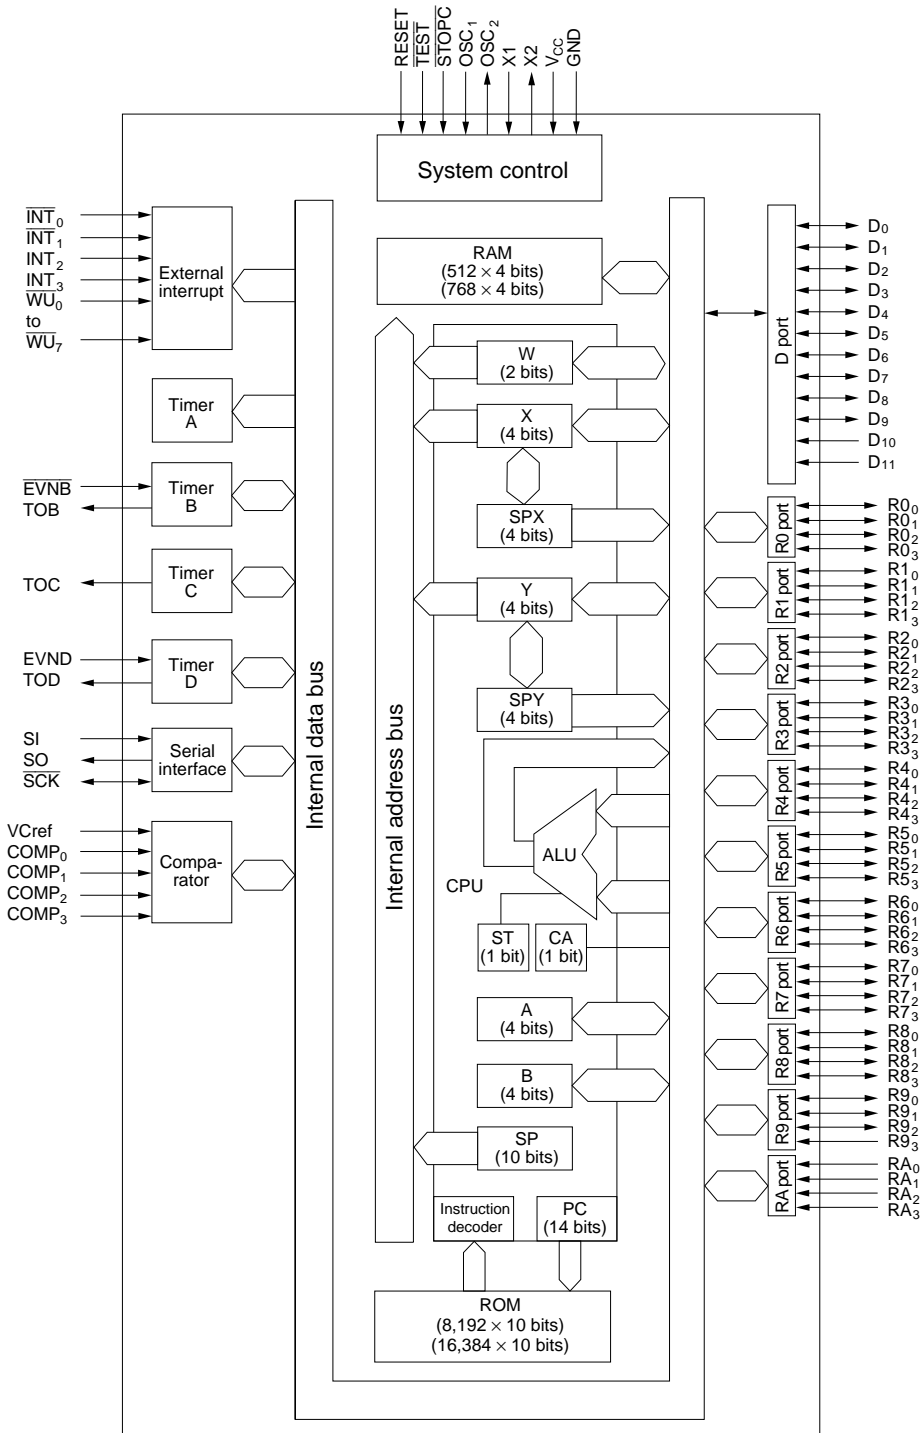 RESET
TEST
STOPC
OSC1
OSC2
X1
X2
VCC
GND
System control
INT0
INT1
INT2
INT3
WU0
to
WU7
External
interrupt
Timer
A
EVNB
TOB
Timer
B
TOC
Timer
C
EVND
TOD
Timer
D
SI
SO
SCK
Serial
interface
VCref
COMP0
COMP1
COMP2
COMP3
Compa-
rator
Internal data bus
Internal address bus
RAM
(512 × 4 bits)
(768 × 4 bits)
W
(2 bits)
X
(4 bits)
SPX
(4 bits)
Y
(4 bits)
SPY
(4 bits)
ALU
CPU
ST
(1 bit)
CA
(1 bit)
A
(4 bits)
B
(4 bits)
SP
(10 bits)
Instruction
decoder
PC
(14 bits)
ROM
(8,192 × 10 bits)
(16,384 × 10 bits)
D port
D0
D1
D2
D3
D4
D5
D6
D7
D8
D9
D10
D11
R0 port
R00
R01
R02
R03
R1 port
R10
R11
R12
R13
R2 port
R20
R21
R22
R23
R3 port
R30
R31
R32
R33
R4 port
R40
R41
R42
R43
R5 port
R50
R51
R52
R53
R6 port
R60
R61
R62
R63
R7 port
R70
R71
R72
R73
R8 port
R80
R81
R82
R83
R9 port
R90
R91
R92
R93
RA port
RA0
RA1
RA2
RA3